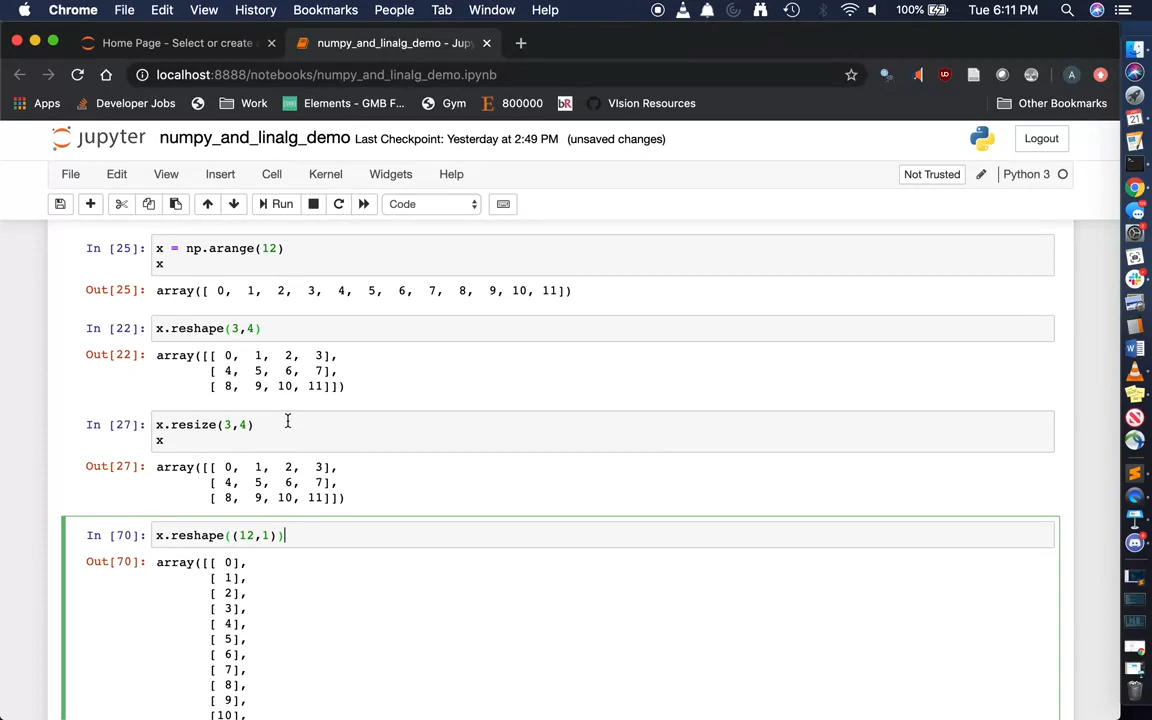 Chrome File Edit View History Bookmarks People Tab Window Help 100% Tue 6:11 PM
Home Page - Select or create a
numpy_and_linalg_demo - Jupy
localhost:8888/notebooks/numpy_and_linalg_demo.ipynb
Apps Developer Jobs Work Elements - GMB F... Gym E 800000 bR VIsion Resources Other Bookmarks
jupyter numpy_and_linalg_demo Last Checkpoint: Yesterday at 2:49 PM (unsaved changes) Logout
File Edit View Insert Cell Kernel Widgets Help Not Trusted Python 3
Run Code
In [25]: x = np.arange(12)
x
Out[25]: array([ 0, 1, 2, 3, 4, 5, 6, 7, 8, 9, 10, 11])
In [22]: x.reshape(3,4)
Out[22]: array([[ 0, 1, 2, 3],
[ 4, 5, 6, 7],
[ 8, 9, 10, 11]])
In [27]: x.resize(3,4)
x
Out[27]: array([[ 0, 1, 2, 3],
[ 4, 5, 6, 7],
[ 8, 9, 10, 11]])
In [70]: x.reshape((12,1))
Out[70]: array([[ 0],
[ 1],
[ 2],
[ 3],
[ 4],
[ 5],
[ 6],
[ 7],
[ 8],
[ 9],
[10],